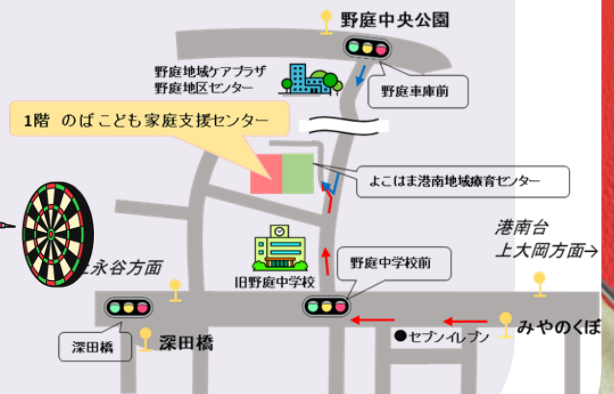 野庭中央公園
野庭地域ケアプラザ
野庭地区センター
野庭車庫前
1階 のば こども 家庭支援センター
よこはま港南地域療育センター
港南台
上大岡方面→
永谷方面
旧野庭中学校
野庭中学校前
深田橋
深田橋
●セブンイレブン
みやのくぼ